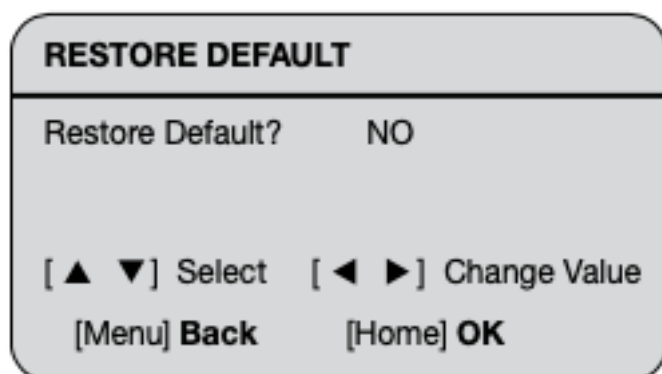 RESTORE DEFAULT
Restore Default? NO
[ ▲ ▼ ] Select [ ◀ ▶ ] Change Value
[Menu] Back [Home] OK